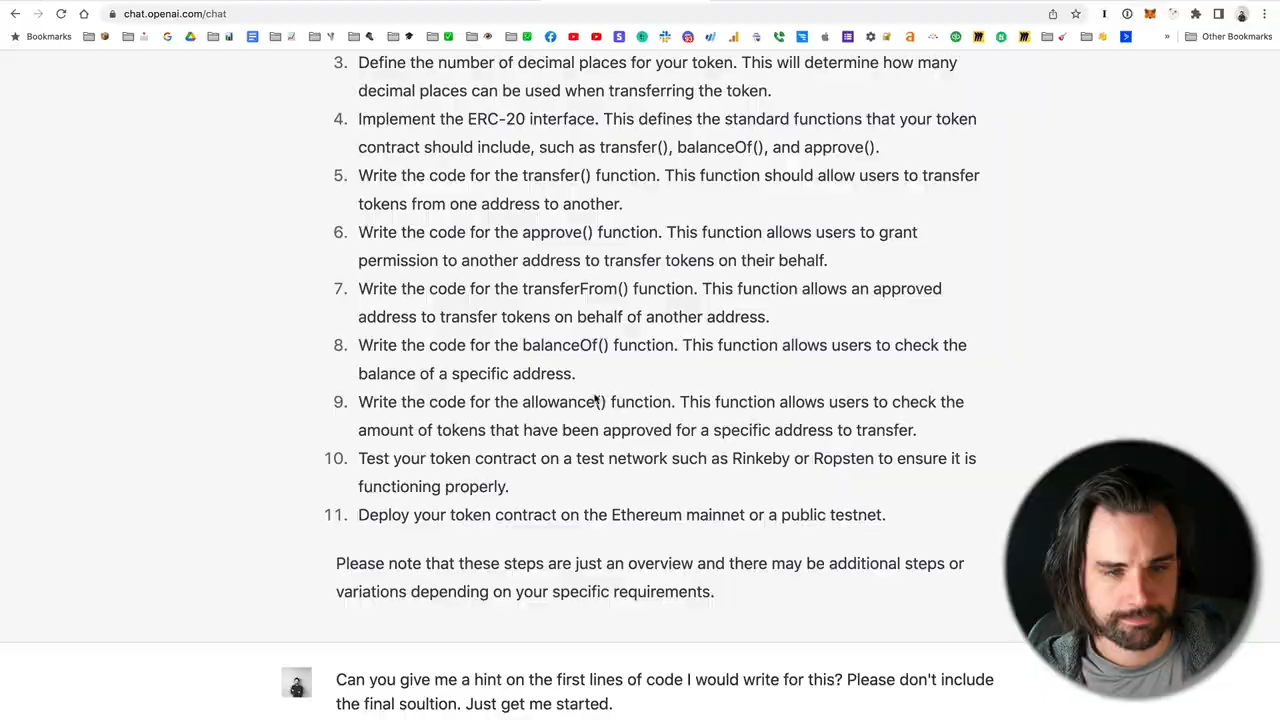 chat.openai.com/chat
Bookmarks
Other Bookmarks
3. Define the number of decimal places for your token. This will determine how many
decimal places can be used when transferring the token.
4. Implement the ERC-20 interface. This defines the standard functions that your token
contract should include, such as transfer(), balanceOf(), and approve().
5. Write the code for the transfer() function. This function should allow users to transfer
tokens from one address to another.
6. Write the code for the approve() function. This function allows users to grant
permission to another address to transfer tokens on their behalf.
7. Write the code for the transferFrom() function. This function allows an approved
address to transfer tokens on behalf of another address.
8. Write the code for the balanceOf() function. This function allows users to check the
balance of a specific address.
9. Write the code for the allowance() function. This function allows users to check the
amount of tokens that have been approved for a specific address to transfer.
10. Test your token contract on a test network such as Rinkeby or Ropsten to ensure it is
functioning properly.
11. Deploy your token contract on the Ethereum mainnet or a public testnet.
Please note that these steps are just an overview and there may be additional steps or
variations depending on your specific requirements.
Can you give me a hint on the first lines of code I would write for this? Please don't include
the final soultion. Just get me started.